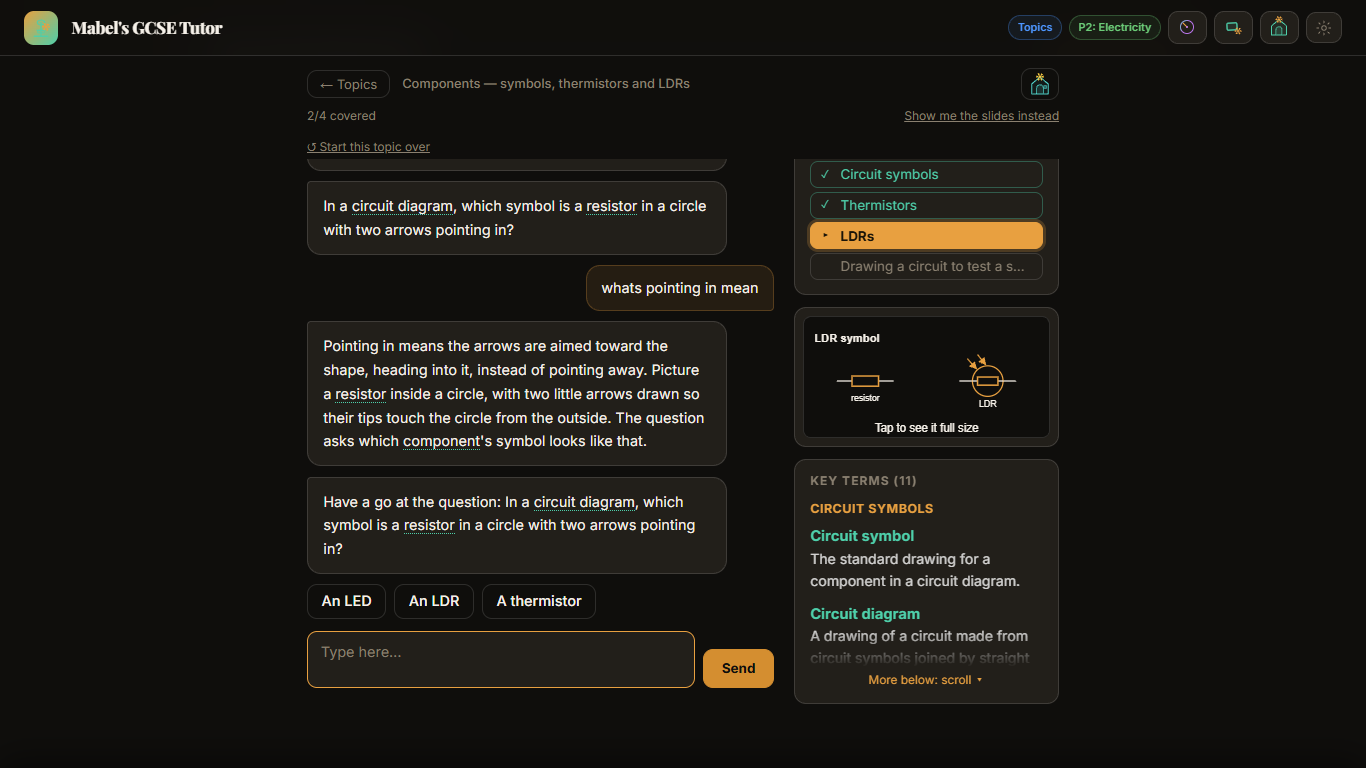 Mabel's GCSE Tutor
Topics
P2: Electricity
← Topics
Components — symbols, thermistors and LDRs
2/4 covered
Show me the slides instead
↺ Start this topic over
In a circuit diagram, which symbol is a resistor in a circle
with two arrows pointing in?
whats pointing in mean
Pointing in means the arrows are aimed toward the
shape, heading into it, instead of pointing away. Picture
a resistor inside a circle, with two little arrows drawn so
their tips touch the circle from the outside. The question
asks which component's symbol looks like that.
Have a go at the question: In a circuit diagram, which
symbol is a resistor in a circle with two arrows pointing
in?
An LED
An LDR
A thermistor
Type here...
Send
✓ Circuit symbols
✓ Thermistors
▸ LDRs
Drawing a circuit to test a s...
LDR symbol
resistor
LDR
Tap to see it full size
KEY TERMS (11)
CIRCUIT SYMBOLS
Circuit symbol
The standard drawing for a
component in a circuit diagram.
Circuit diagram
A drawing of a circuit made from
circuit symbols joined by straight
More below: scroll ▾